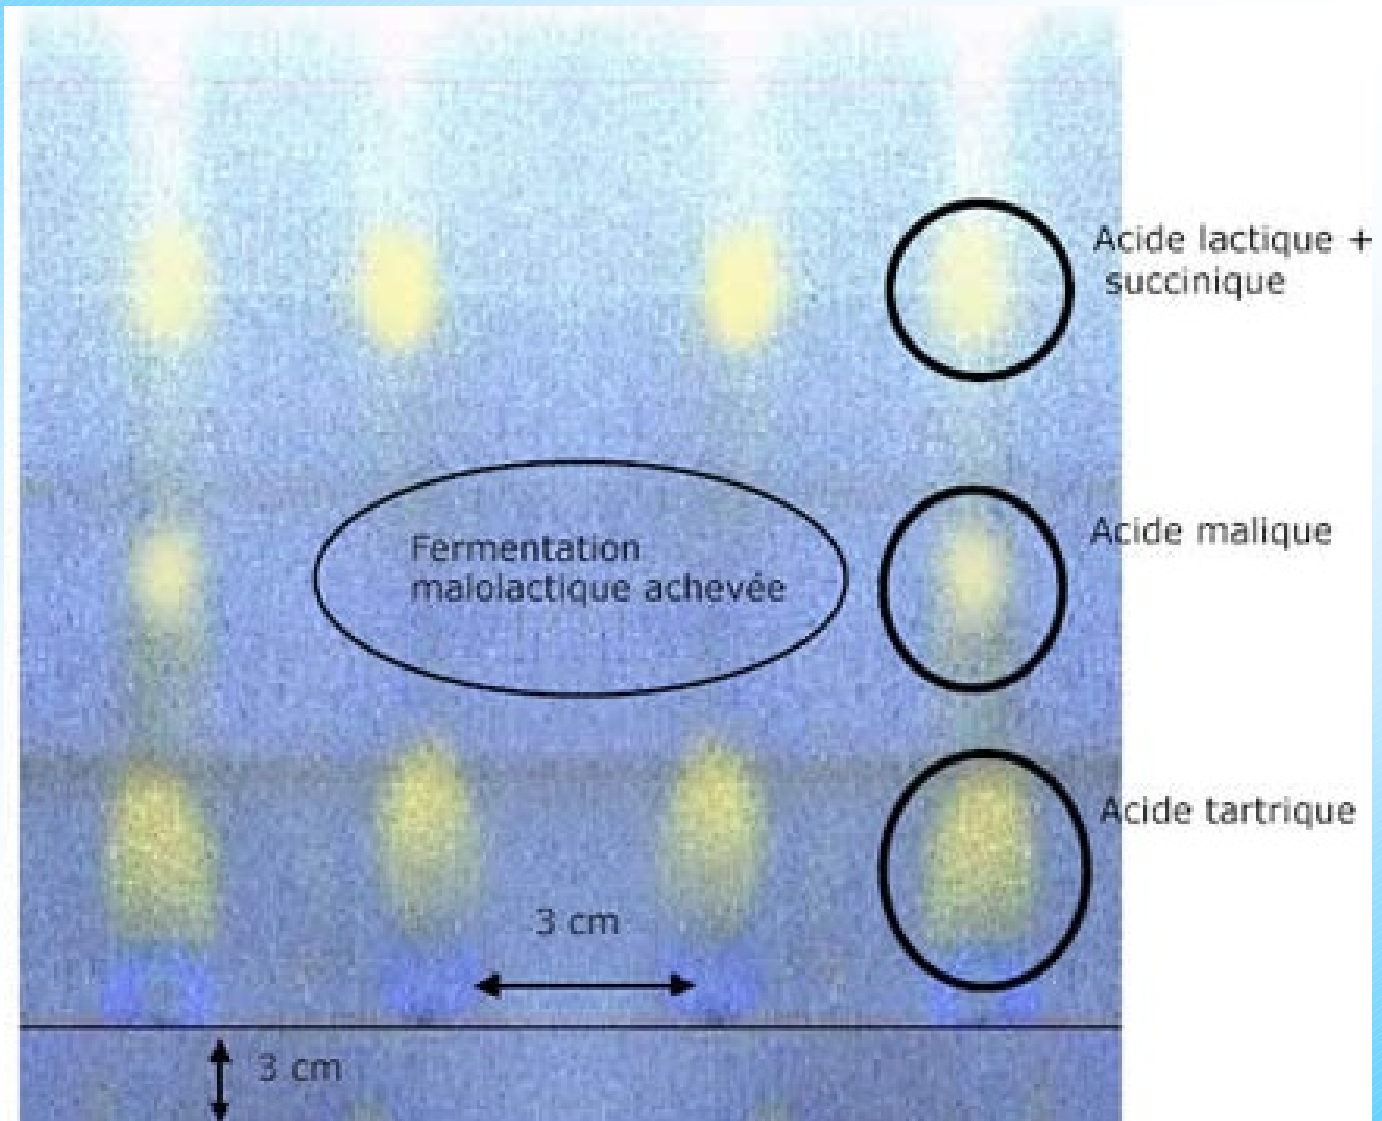 Acide lactique +
succinique
Acide malique
Fermentation
malolactique achevée
Acide tartrique
3 cm
3 cm